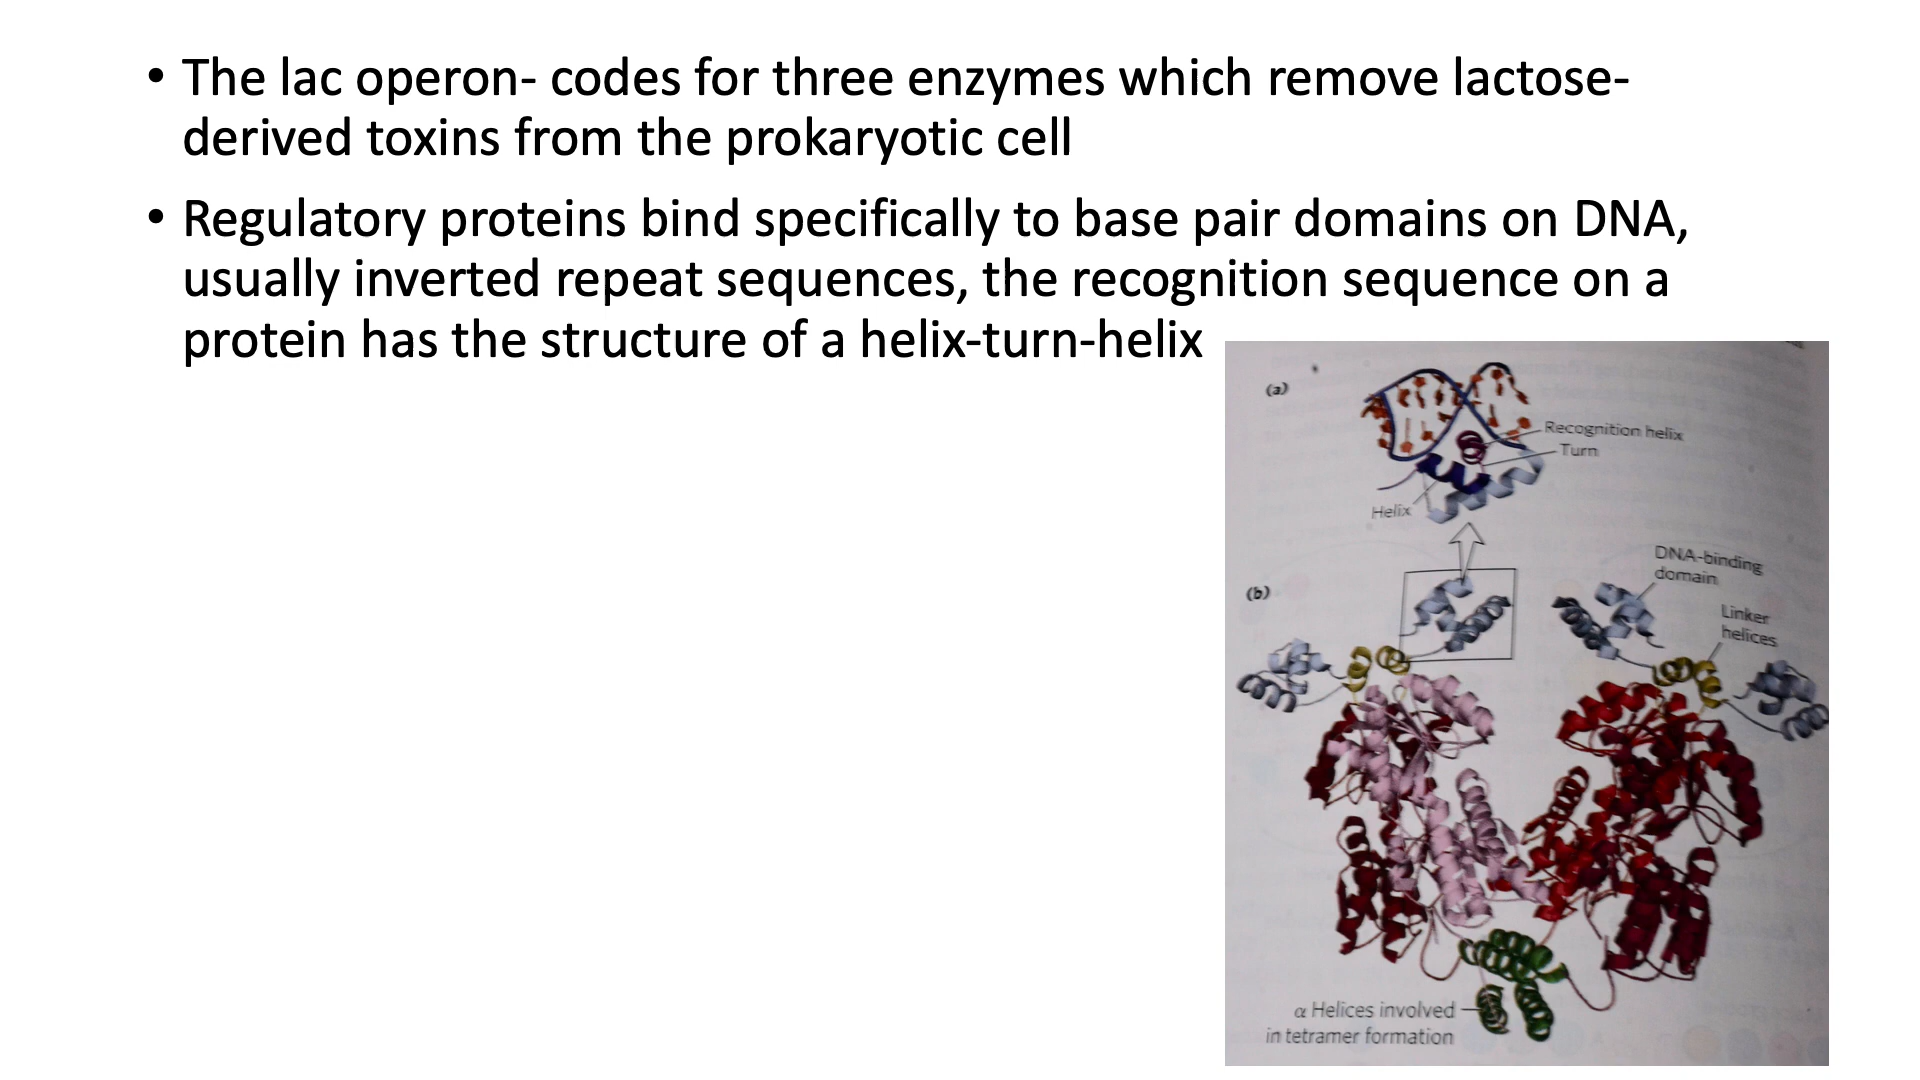 • The lac operon- codes for three enzymes which remove lactose-
derived toxins from the prokaryotic cell
• Regulatory proteins bind specifically to base pair domains on DNA,
usually inverted repeat sequences, the recognition sequence on a
protein has the structure of a helix-turn-helix
(a)
Recognition helix
Turn
Helix
DNA-binding
domain
(b)
Linker
helices
α Helices involved
in tetramer formation